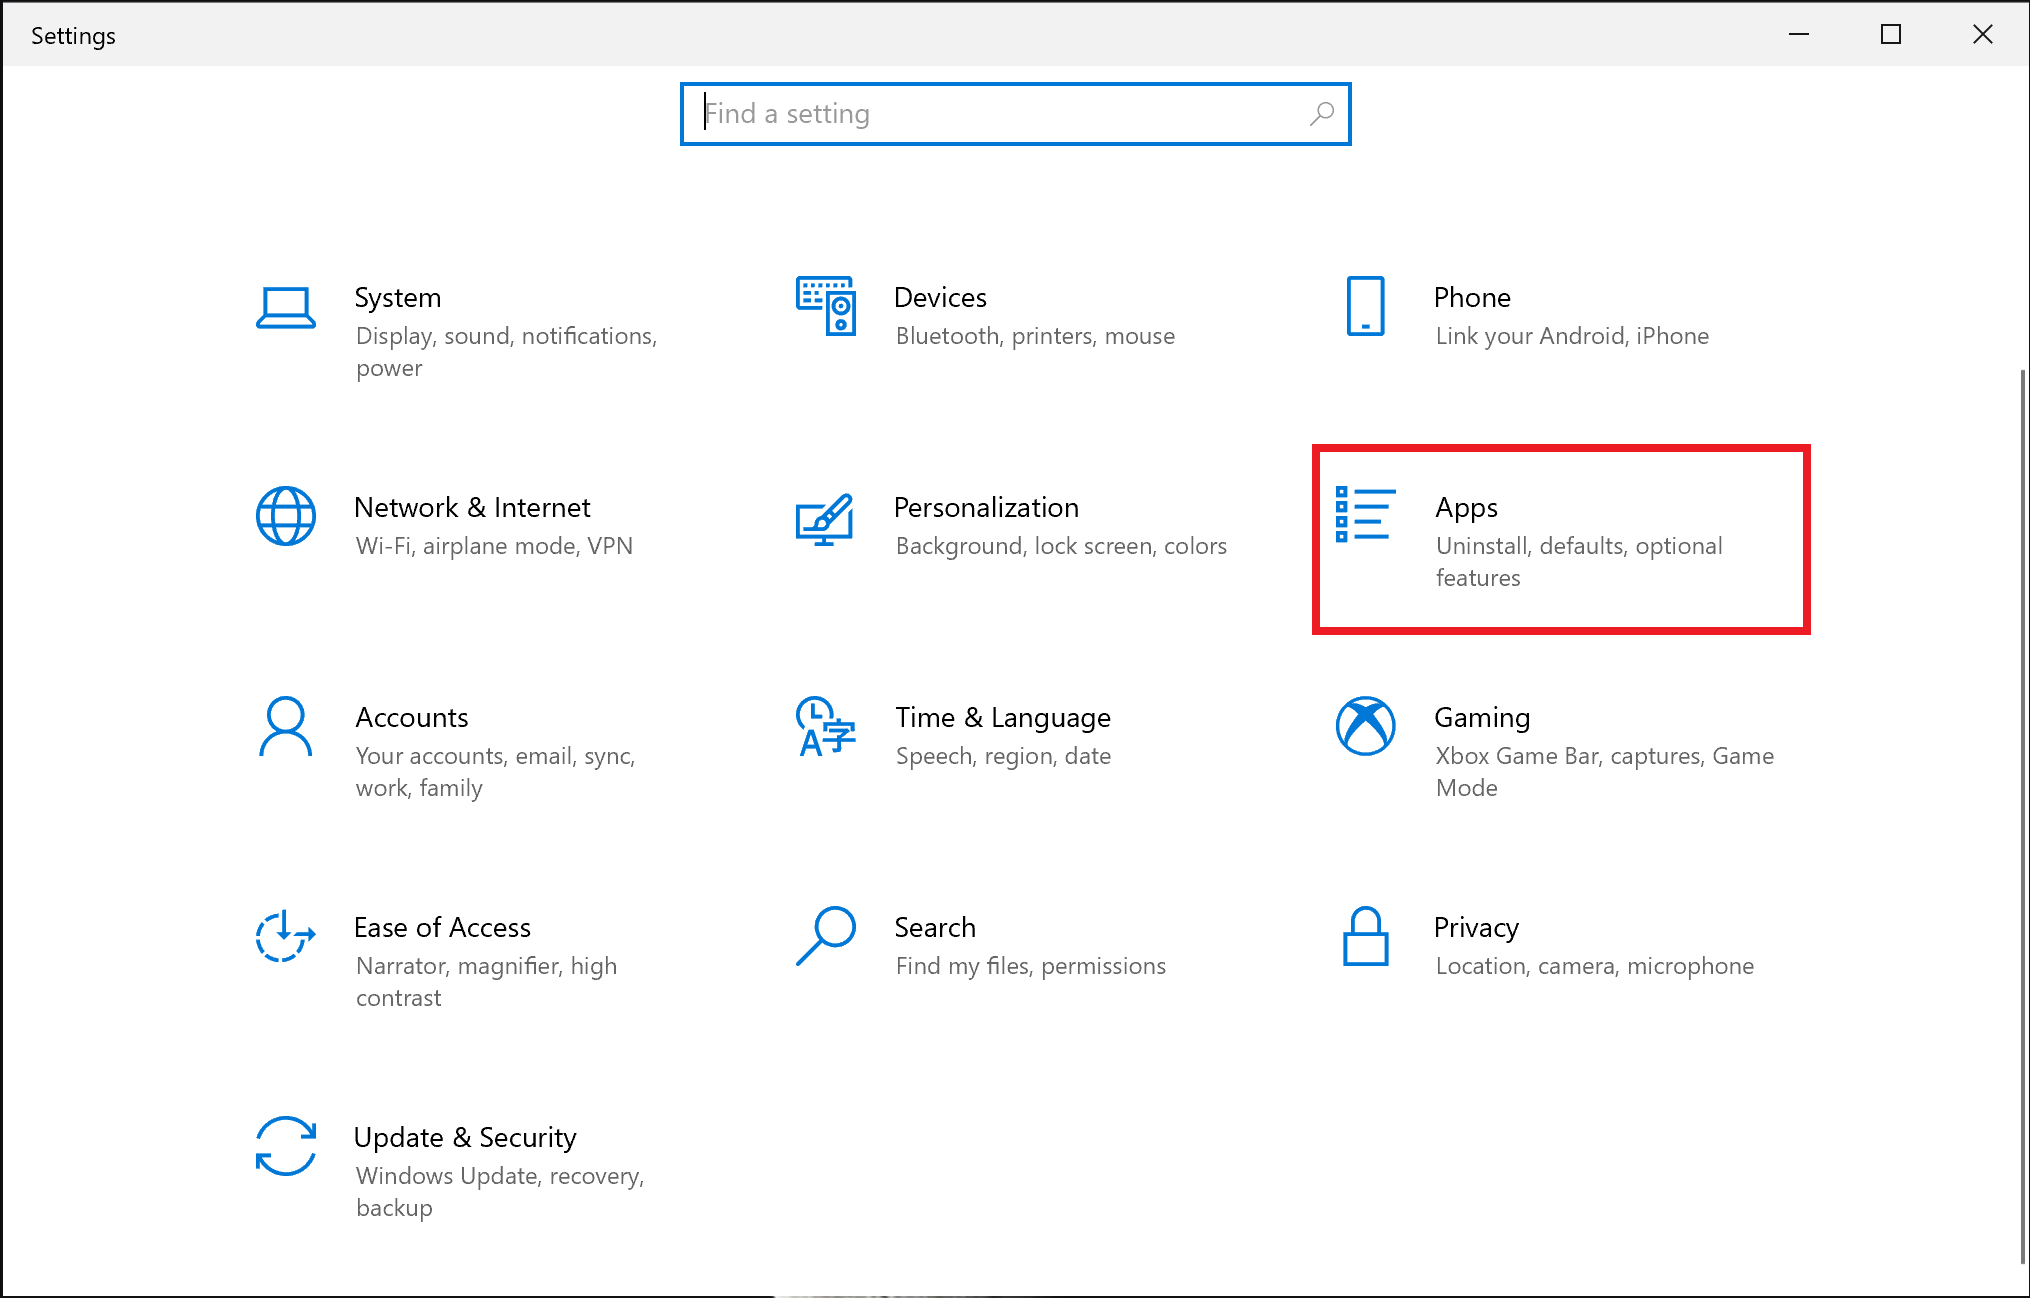 Settings
Find a setting
System
Display, sound, notifications,
power
Devices
Bluetooth, printers, mouse
Phone
Link your Android, iPhone
Network & Internet
Wi-Fi, airplane mode, VPN
Personalization
Background, lock screen, colors
Apps
Uninstall, defaults, optional
features
Accounts
Your accounts, email, sync,
work, family
Time & Language
Speech, region, date
Gaming
Xbox Game Bar, captures, Game
Mode
Ease of Access
Narrator, magnifier, high
contrast
Search
Find my files, permissions
Privacy
Location, camera, microphone
Update & Security
Windows Update, recovery,
backup